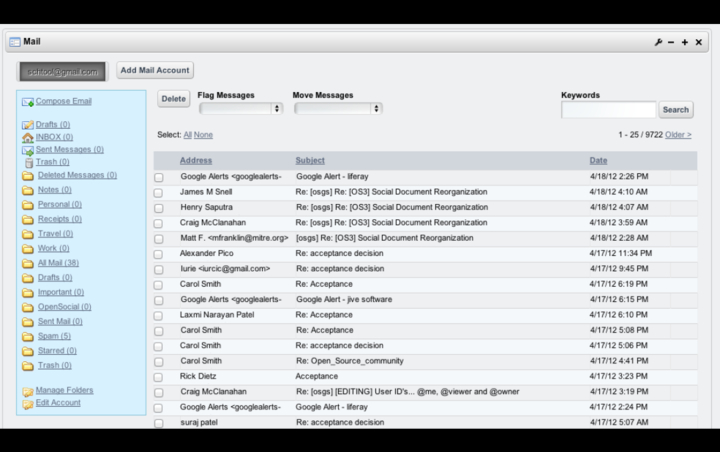 Mail
schtool@gmail.com Add Mail Account
Compose Email
Drafts (0)
INBOX (0)
Sent Messages (0)
Trash (0)
Deleted Messages (0)
Notes (0)
Personal (0)
Receipts (0)
Travel (0)
Work (0)
All Mail (38)
Drafts (0)
Important (0)
OpenSocial (0)
Sent Mail (0)
Spam (5)
Starred (0)
Trash (0)
Manage Folders
Edit Account
Delete Flag Messages Move Messages Keywords
Search
Select: All None 1 - 25 / 9722 Older >
Address Subject Date
Google Alerts <googlealerts- Google Alert - liferay 4/18/12 2:26 PM
James M Snell Re: [osgs] Re: [OS3] Social Document Reorganization 4/18/12 4:10 AM
Henry Saputra Re: [osgs] Re: [OS3] Social Document Reorganization 4/18/12 4:07 AM
Craig McClanahan Re: [osgs] Re: [OS3] Social Document Reorganization 4/18/12 3:59 AM
Matt F. <mfranklin@mitre.org> [osgs] Re: [OS3] Social Document Reorganization 4/18/12 2:28 AM
Alexander Pico Re: acceptance decision 4/17/12 11:34 PM
Iurie <iurcic@gmail.com> Re: acceptance decision 4/17/12 9:45 PM
Carol Smith Re: Acceptance 4/17/12 6:19 PM
Google Alerts <googlealerts- Google Alert - jive software 4/17/12 6:15 PM
Laxmi Narayan Patel Re: Acceptance 4/17/12 6:10 PM
Carol Smith Re: Acceptance 4/17/12 5:08 PM
Carol Smith Re: acceptance decision 4/17/12 5:06 PM
Carol Smith Re: Open_Source_community 4/17/12 4:41 PM
Rick Dietz Acceptance 4/17/12 3:23 PM
Craig McClanahan Re: [osgs] [EDITING] User ID's... @me, @viewer and @owner 4/17/12 3:19 PM
Google Alerts <googlealerts- Google Alert - liferay 4/17/12 2:24 PM
suraj patel Re: acceptance decision 4/17/12 5:07 AM